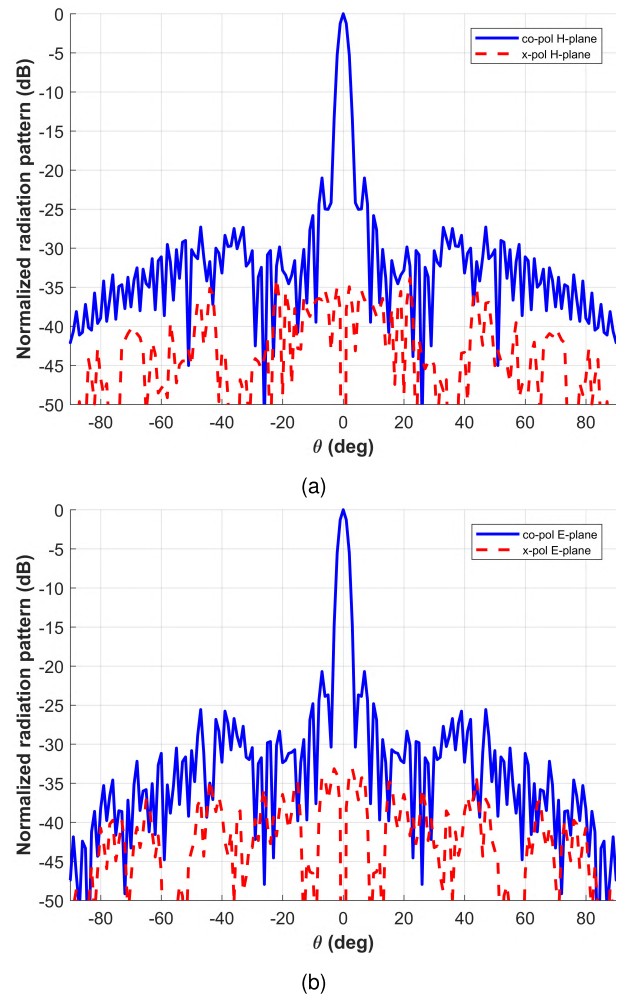 0
-5
-10
-15
-20
-25
-30
-35
-40
-45
-50
Normalized radiation pattern (dB)
co-pol H-plane
x-pol H-plane
-80 -60 -40 -20 0 20 40 60 80
θ (deg)
(a)
0
-5
-10
-15
-20
-25
-30
-35
-40
-45
-50
Normalized radiation pattern (dB)
co-pol E-plane
x-pol E-plane
-80 -60 -40 -20 0 20 40 60 80
θ (deg)
(b)